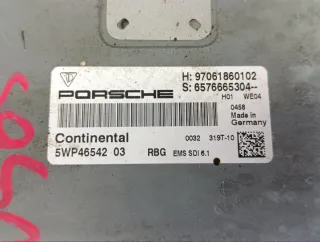 PORSCHE
H: 97061860102
S: 6576665304--
H01 WE04
0458
Made in
Germany
Continental
0032 319T-10
5WP46542 03 RBG EMS SDI 6.1